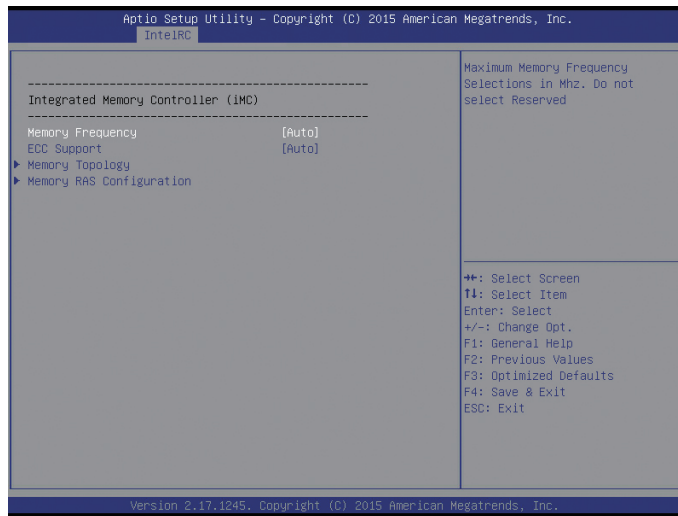 Aptio Setup Utility – Copyright (C) 2015 American Megatrends, Inc.
IntelRC
------------------------------------------------
Integrated Memory Controller (iMC)
------------------------------------------------
Memory Frequency [Auto]
ECC Support [Auto]
▶ Memory Topology
▶ Memory RAS Configuration
Maximum Memory Frequency
Selections in Mhz. Do not
select Reserved
→←: Select Screen
↑↓: Select Item
Enter: Select
+/-: Change Opt.
F1: General Help
F2: Previous Values
F3: Optimized Defaults
F4: Save & Exit
ESC: Exit
Version 2.17.1245. Copyright (C) 2015 American Megatrends, Inc.